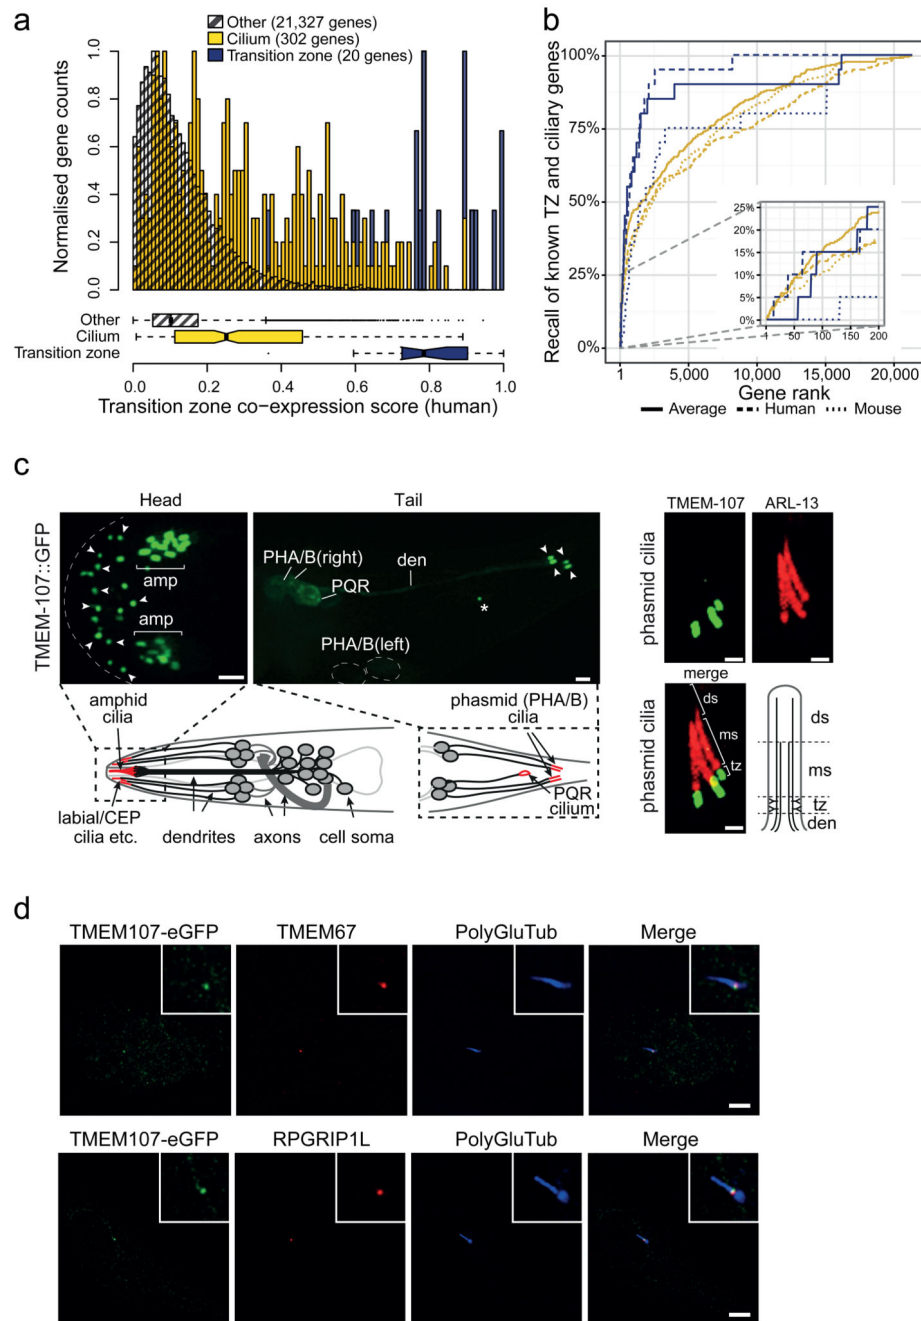 a
Other (21,327 genes)
Cilium (302 genes)
Transition zone (20 genes)
Normalised gene counts
1.0
0.8
0.6
0.4
0.2
0.0
Other
Cilium
Transition zone
0.0 0.2 0.4 0.6 0.8 1.0
Transition zone co-expression score (human)
b
Recall of known TZ and ciliary genes
100%
75%
50%
25%
0%
25%
20%
15%
10%
5%
0%
1 50 100 150 200
1 5,000 10,000 15,000 20,000
Gene rank
Average Human Mouse
c
Head Tail
TMEM-107::GFP
amp
amp
PHA/B(right)
PQR
den
*
PHA/B(left)
amphid
cilia
labial/CEP
cilia etc.
dendrites axons cell soma
phasmid (PHA/B)
cilia
PQR
cilium
TMEM-107 ARL-13
phasmid cilia
merge
phasmid cilia
ds
ms
tz
ds
ms
tz
den
d
TMEM107-eGFP TMEM67 PolyGluTub Merge
TMEM107-eGFP RPGRIP1L PolyGluTub Merge